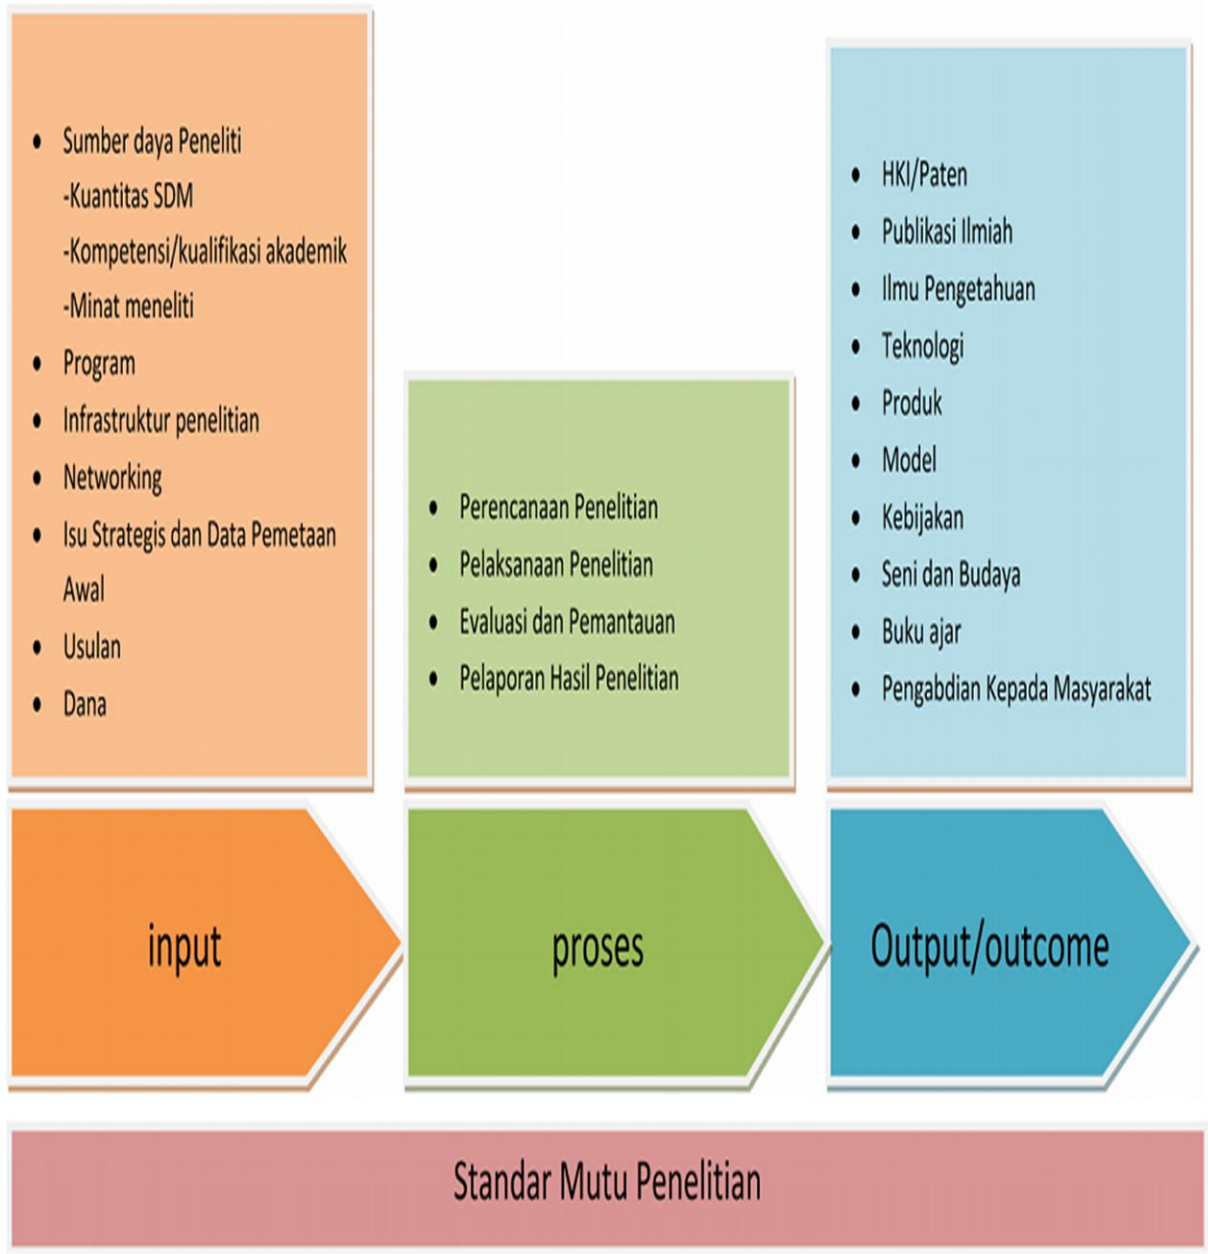 • Sumber daya Peneliti
-Kuantitas SDM
-Kompetensi/kualifikasi akademik
-Minat meneliti
• Program
• Infrastruktur penelitian
• Networking
• Isu Strategis dan Data Pemetaan
Awal
• Usulan
• Dana
input
• Perencanaan Penelitian
• Pelaksanaan Penelitian
• Evaluasi dan Pemantauan
• Pelaporan Hasil Penelitian
proses
• HKI/Paten
• Publikasi Ilmiah
• Ilmu Pengetahuan
• Teknologi
• Produk
• Model
• Kebijakan
• Seni dan Budaya
• Buku ajar
• Pengabdian Kepada Masyarakat
Output/outcome
Standar Mutu Penelitian